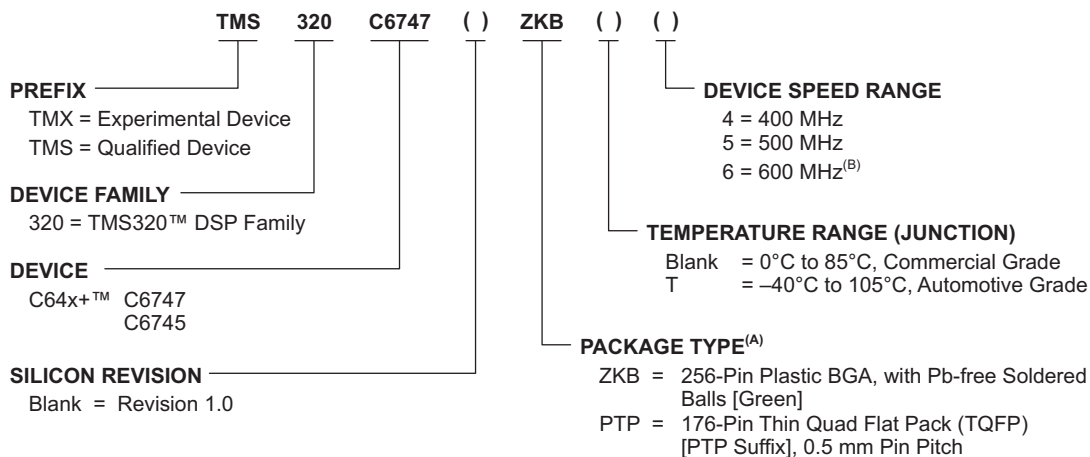 TMS 320 C6747 ( ) ZKB ( ) ( )
PREFIX
TMX = Experimental Device
TMS = Qualified Device
DEVICE FAMILY
320 = TMS320™ DSP Family
DEVICE
C64x+™ C6747
C6745
SILICON REVISION
Blank = Revision 1.0
DEVICE SPEED RANGE
4 = 400 MHz
5 = 500 MHz
6 = 600 MHz(B)
TEMPERATURE RANGE (JUNCTION)
Blank = 0°C to 85°C, Commercial Grade
T = –40°C to 105°C, Automotive Grade
PACKAGE TYPE(A)
ZKB = 256-Pin Plastic BGA, with Pb-free Soldered
Balls [Green]
PTP = 176-Pin Thin Quad Flat Pack (TQFP)
[PTP Suffix], 0.5 mm Pin Pitch